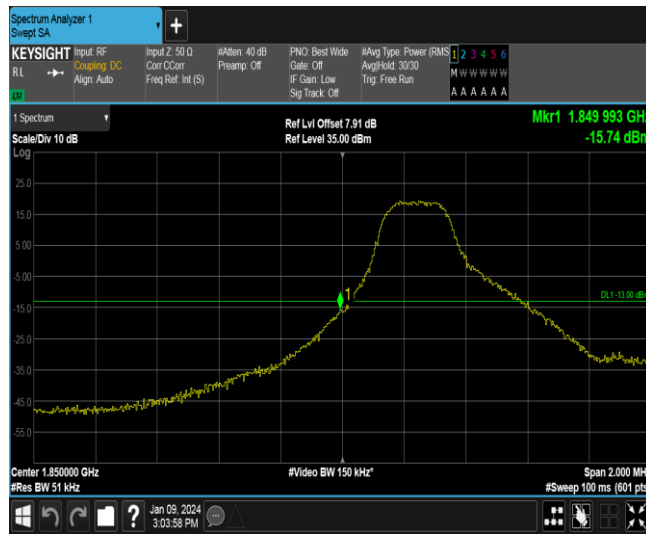 Spectrum Analyzer 1
Swept SA
+
KEYSIGHT
RL
Input: RF
Coupling: DC
Align: Auto
Input Z: 50 Ω
Corr CCorr
Freq Ref: Int (S)
#Atten: 40 dB
Preamp: Off
PNO: Best Wide
Gate: Off
IF Gain: Low
Sig Track: Off
#Avg Type: Power (RMS
Avg|Hold: 30/30
Trig: Free Run
1 2 3 4 5 6
M W W W W W
A A A A A A
1 Spectrum
Scale/Div 10 dB
Ref Lvl Offset 7.91 dB
Ref Level 35.00 dBm
Mkr1 1.849 993 GHz
-15.74 dBm
Log
25.0
15.0
5.00
-5.00
1
DL1 -13.00 dBm
-15.0
-25.0
-35.0
-45.0
-55.0
Center 1.850000 GHz
#Video BW 150 kHz*
Span 2.000 MH
#Res BW 51 kHz
#Sweep 100 ms (601 pts
?
Jan 09, 2024
3:03:58 PM